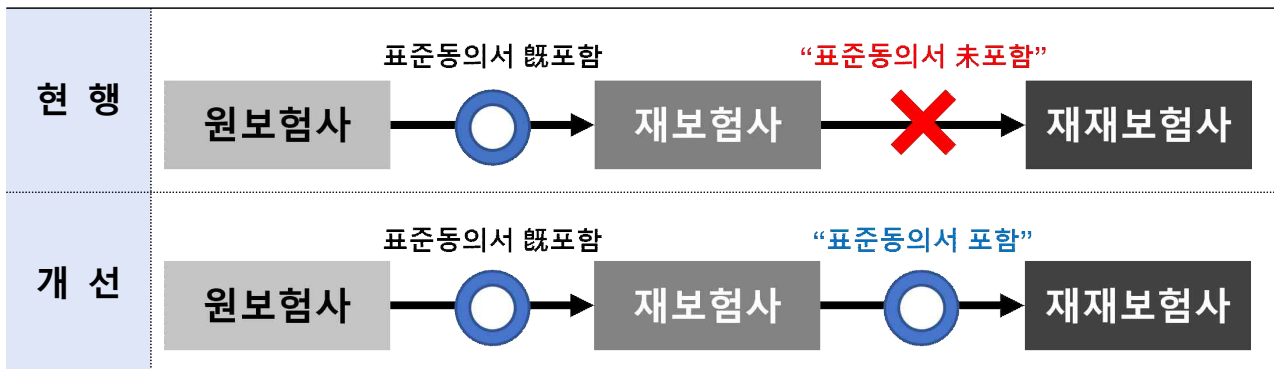 현 행
표준동의서 旣포함
“표준동의서 未포함”
원보험사
재보험사
재재보험사
개 선
표준동의서 旣포함
“표준동의서 포함”
원보험사
재보험사
재재보험사